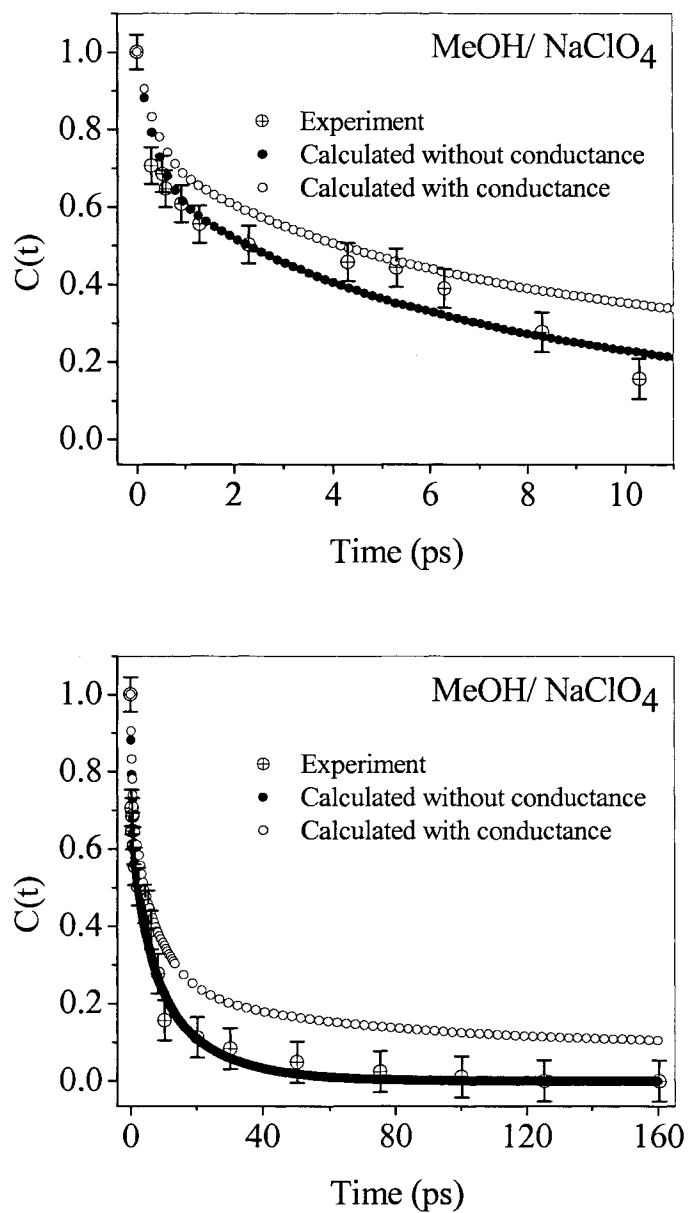 MeOH/ NaClO4
Experiment
Calculated without conductance
Calculated with conductance
C(t)
1.0
0.8
0.6
0.4
0.2
0.0
0 2 4 6 8 10
Time (ps)
MeOH/ NaClO4
Experiment
Calculated without conductance
Calculated with conductance
C(t)
1.0
0.8
0.6
0.4
0.2
0.0
0 40 80 120 160
Time (ps)